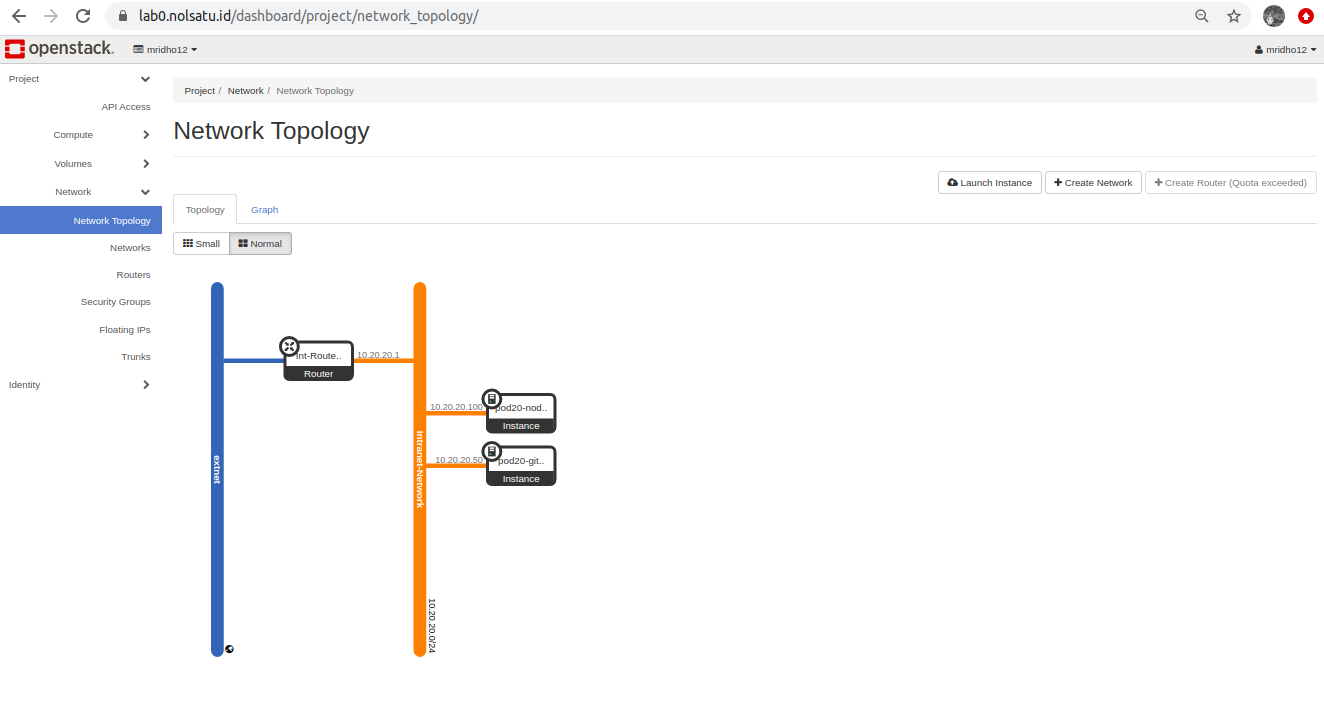 lab0.nolsatu.id/dashboard/project/network_topology/
openstack. mridho12 mridho12
Project
API Access
Compute
Volumes
Network
Network Topology
Networks
Routers
Security Groups
Floating IPs
Trunks
Identity
Project / Network / Network Topology
Network Topology
Launch Instance Create Network Create Router (Quota exceeded)
Topology Graph
Small Normal
extnet
Int-Route..
Router
10.20.20.1
Intranet-Network
10.20.20.0/24
10.20.20.100
pod20-nod..
Instance
10.20.20.50
pod20-git..
Instance